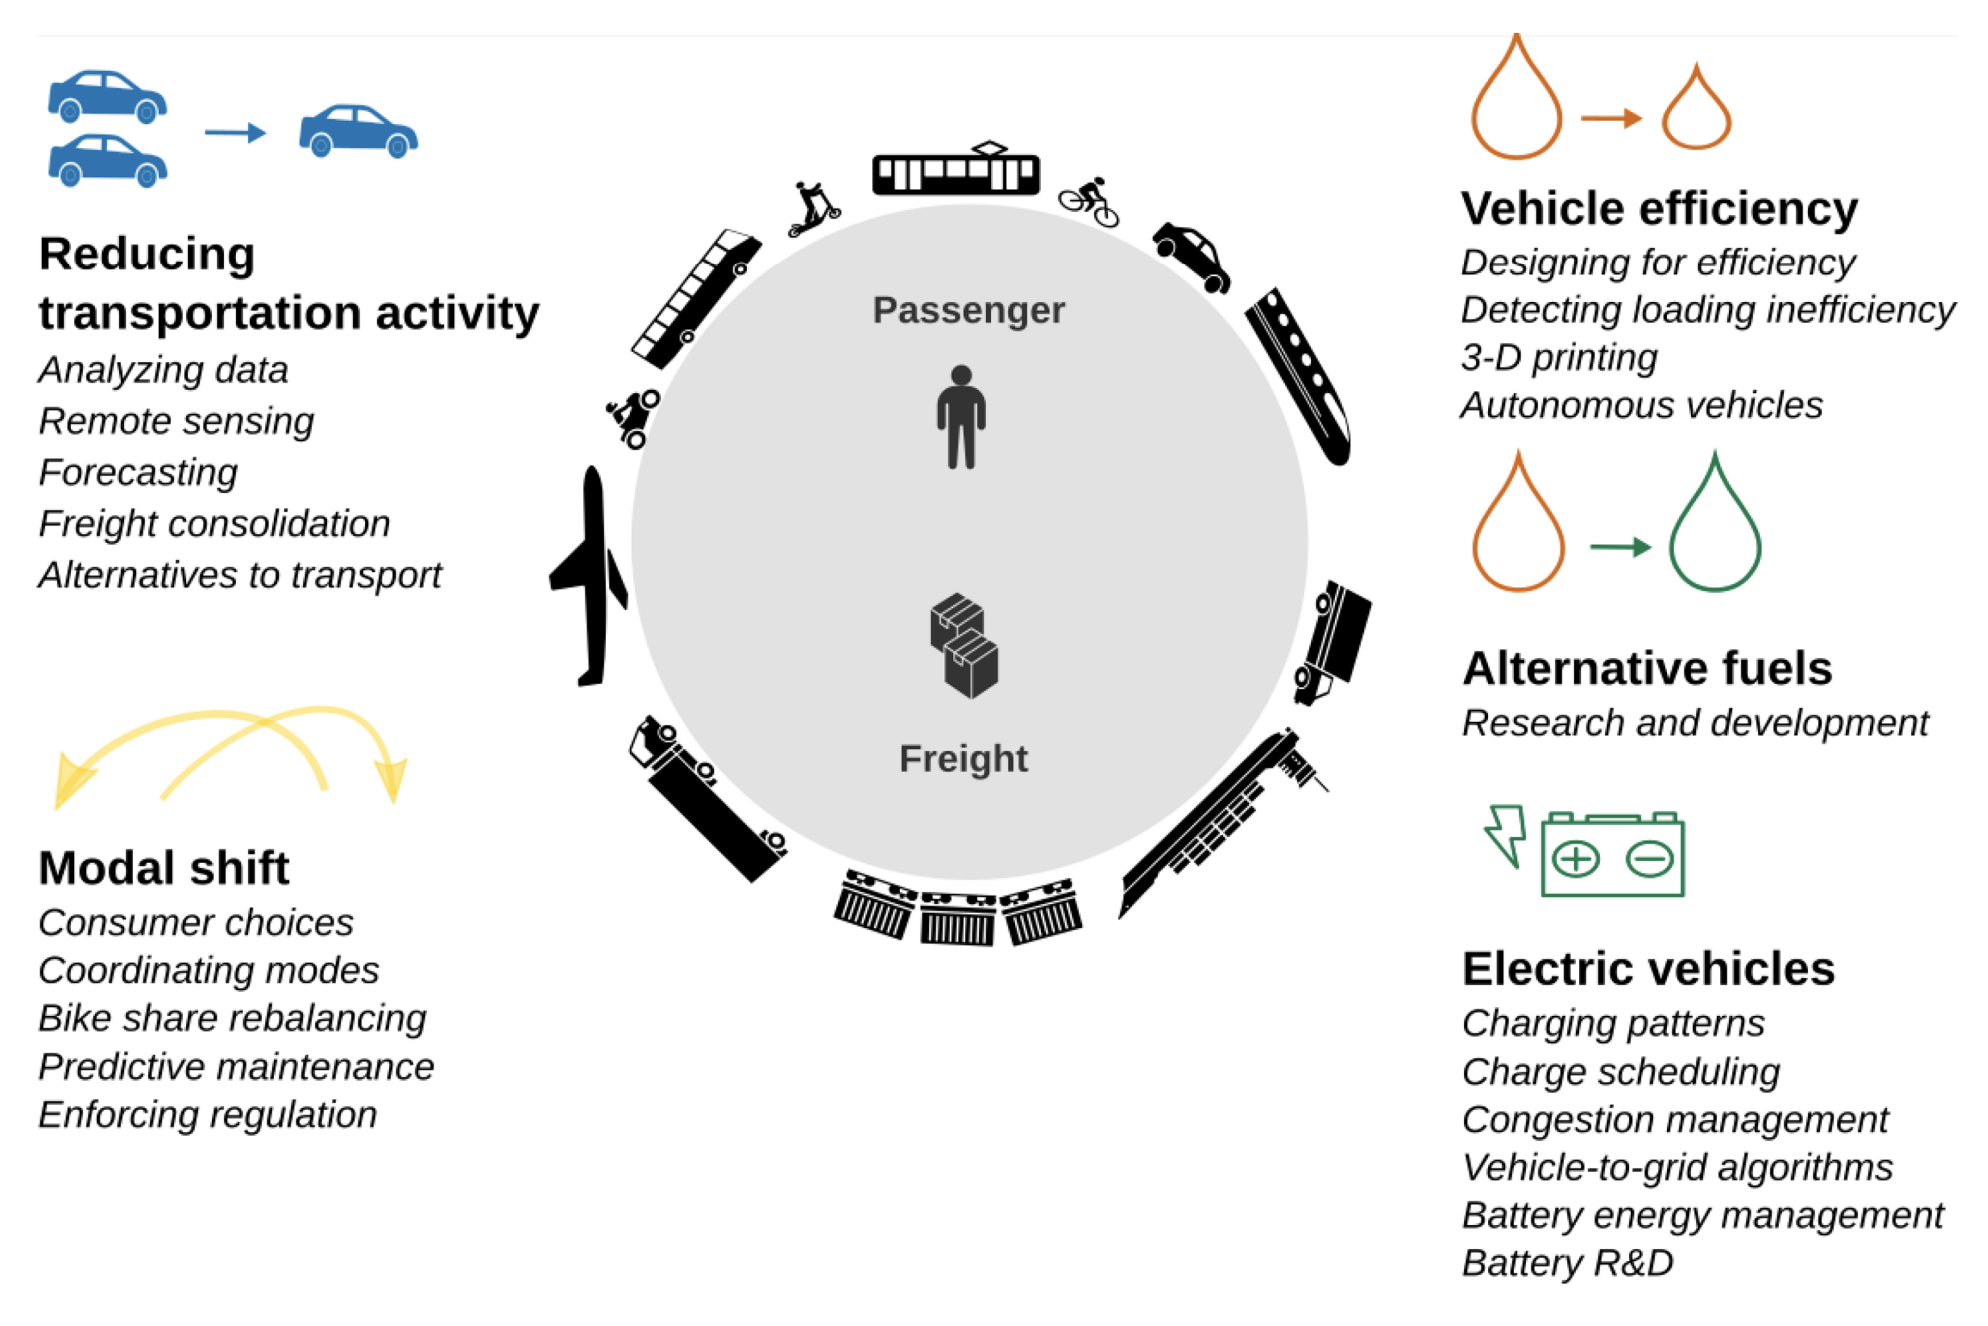 Reducing
transportation activity
Analyzing data
Remote sensing
Forecasting
Freight consolidation
Alternatives to transport
Modal shift
Consumer choices
Coordinating modes
Bike share rebalancing
Predictive maintenance
Enforcing regulation
Passenger
Freight
Vehicle efficiency
Designing for efficiency
Detecting loading inefficiency
3-D printing
Autonomous vehicles
Alternative fuels
Research and development
Electric vehicles
Charging patterns
Charge scheduling
Congestion management
Vehicle-to-grid algorithms
Battery energy management
Battery R&D